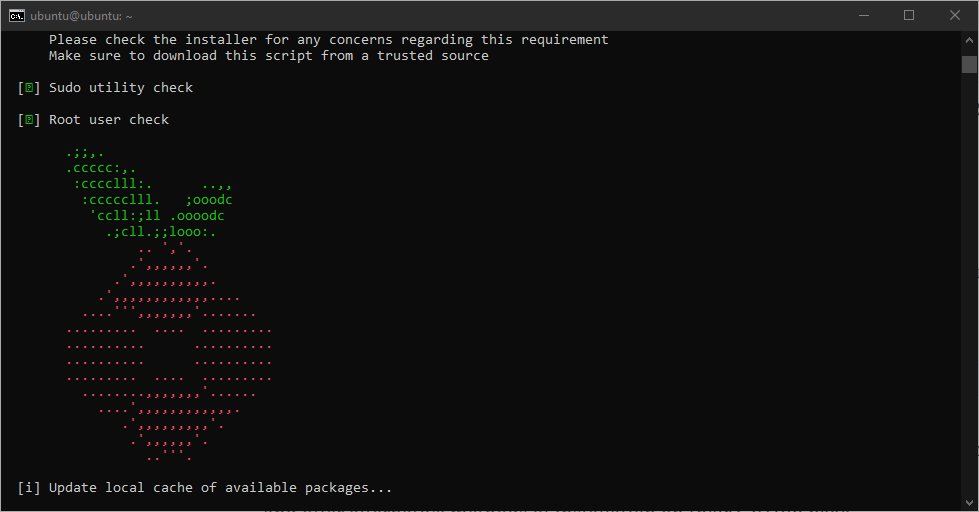 ubuntu@ubuntu: ~
Please check the installer for any concerns regarding this requirement
Make sure to download this script from a trusted source
[⍰] Sudo utility check
[⍰] Root user check
.;;,.
.ccccc:,.
:cccclll:.      ..,,
:ccccclll.   ;ooodc
'ccll:;ll .oooodc
.;cll.;;looo:.
.. ','.
.',,,,,,'.
.',,,,,,,,,,.
.',,,,,,,,,,,,....
....''',,,,,,,'.......
.........  ....  .........
..........      ..........
..........      ..........
.........  ....  .........
........,,,,,,,'......
....',,,,,,,,,,,,.
.',,,,,,,,,'.
.',,,,,,'.
..'''.
[i] Update local cache of available packages...